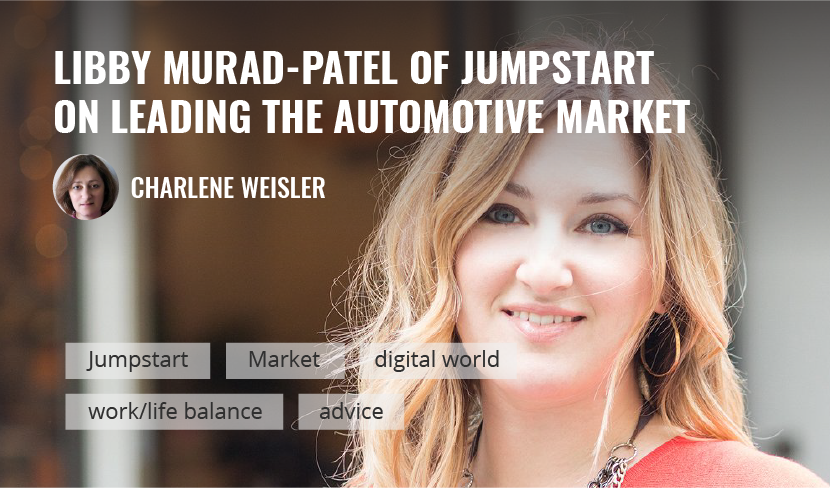 LIBBY MURAD-PATEL OF JUMPSTART
ON LEADING THE AUTOMOTIVE MARKET
CHARLENE WEISLER
Jumpstart Market digital world
work/life balance advice